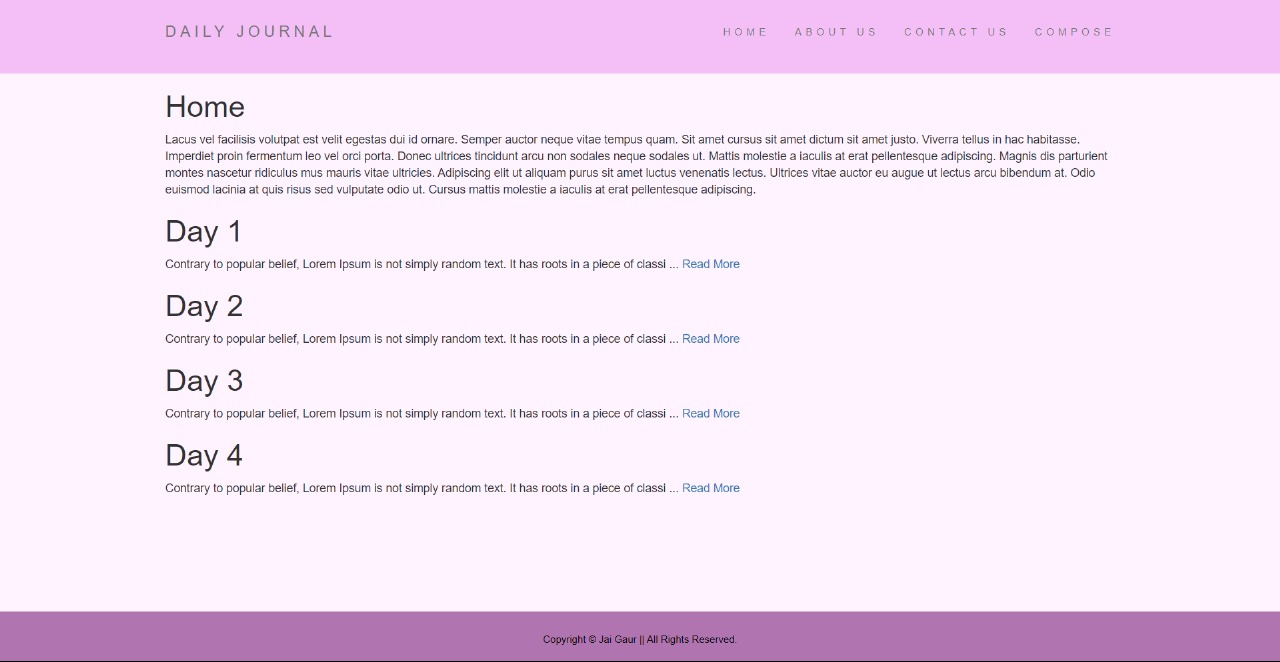 DAILY JOURNAL
HOME ABOUT US CONTACT US COMPOSE
Home
Lacus vel facilisis volutpat est velit egestas dui id ornare. Semper auctor neque vitae tempus quam. Sit amet cursus sit amet dictum sit amet justo. Viverra tellus in hac habitasse.
Imperdiet proin fermentum leo vel orci porta. Donec ultrices tincidunt arcu non sodales neque sodales ut. Mattis molestie a iaculis at erat pellentesque adipiscing. Magnis dis parturient
montes nascetur ridiculus mus mauris vitae ultricies. Adipiscing elit ut aliquam purus sit amet luctus venenatis lectus. Ultrices vitae auctor eu augue ut lectus arcu bibendum at. Odio
euismod lacinia at quis risus sed vulputate odio ut. Cursus mattis molestie a iaculis at erat pellentesque adipiscing.
Day 1
Contrary to popular belief, Lorem Ipsum is not simply random text. It has roots in a piece of classi ... Read More
Day 2
Contrary to popular belief, Lorem Ipsum is not simply random text. It has roots in a piece of classi ... Read More
Day 3
Contrary to popular belief, Lorem Ipsum is not simply random text. It has roots in a piece of classi ... Read More
Day 4
Contrary to popular belief, Lorem Ipsum is not simply random text. It has roots in a piece of classi ... Read More
Copyright © Jai Gaur || All Rights Reserved.